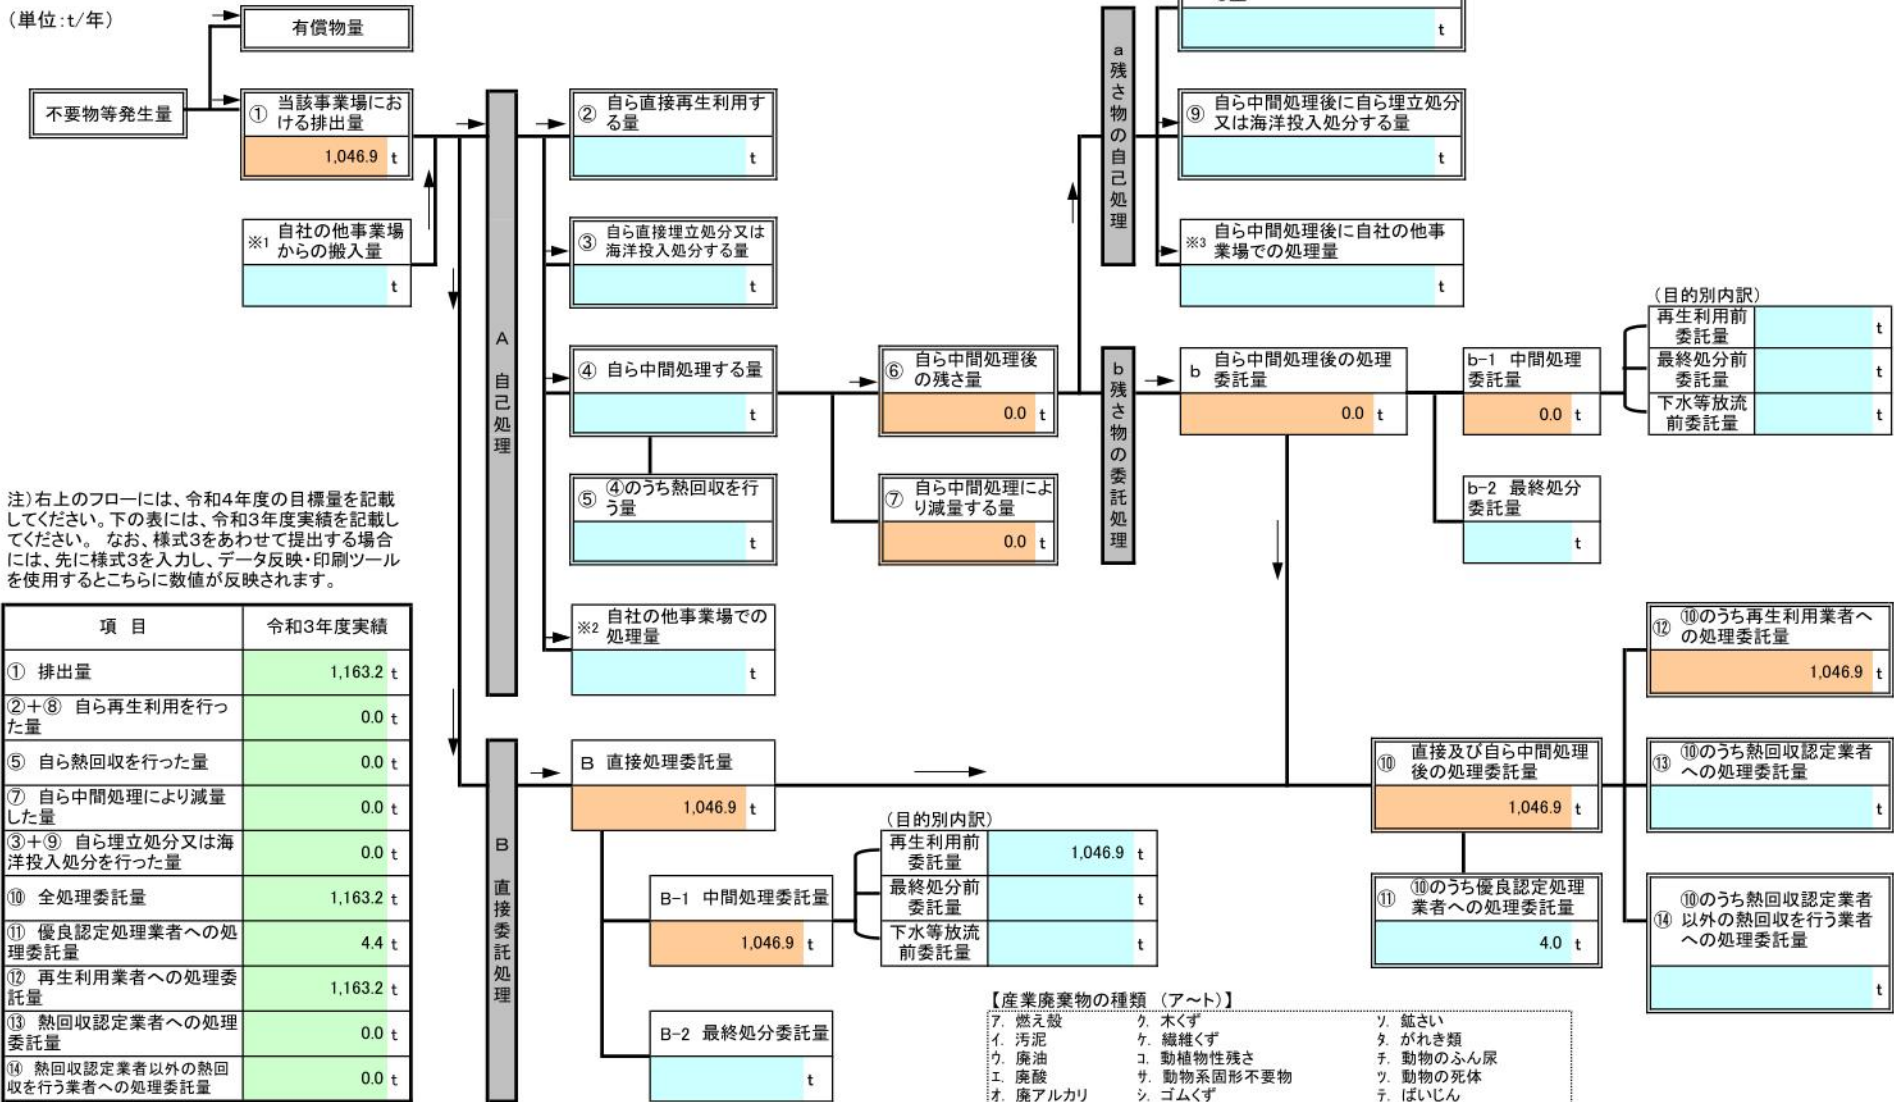 (単位:t/年)
有償物量
不要物等発生量
① 当該事業場にお
ける排出量
1,046.9 t
※1 自社の他事業場
からの搬入量
t
A 自己処理
② 自ら直接再生利用す
る量
t
③ 自ら直接埋立処分又は
海洋投入処分する量
t
④ 自ら中間処理する量
t
⑤ ④のうち熱回収を行
う量
t
※2 自社の他事業場での
処理量
t
⑥ 自ら中間処理後
の残さ量
0.0 t
⑦ 自ら中間処理によ
り減量する量
0.0 t
a 残さ物の自己処理
t
⑨ 自ら中間処理後に自ら埋立処分
又は海洋投入処分する量
t
※3 自ら中間処理後に自社の他事
業場での処理量
t
b 残さ物の委託処理
b 自ら中間処理後の処理
委託量
0.0 t
b-1 中間処理
委託量
0.0 t
b-2 最終処分
委託量
t
(目的別内訳)
再生利用前
委託量
t
最終処分前
委託量
t
下水等放流
前委託量
t
注)右上のフローには、令和4年度の目標量を記載
してください。下の表には、令和3年度実績を記載し
てください。 なお、様式3をあわせて提出する場合
には、先に様式3を入力し、データ反映・印刷ツール
を使用するとこちらに数値が反映されます。
項 目 令和3年度実績
① 排出量 1,163.2 t
②+⑧ 自ら再生利用を行っ
た量 0.0 t
⑤ 自ら熱回収を行った量 0.0 t
⑦ 自ら中間処理により減量
した量 0.0 t
③+⑨ 自ら埋立処分又は海
洋投入処分を行った量 0.0 t
⑩ 全処理委託量 1,163.2 t
⑪ 優良認定処理業者への処
理委託量 4.4 t
⑫ 再生利用業者への処理委
託量 1,163.2 t
⑬ 熱回収認定業者への処理
委託量 0.0 t
⑭ 熱回収認定業者以外の熱回
収を行う業者への処理委託量 0.0 t
B 直接委託処理
B 直接処理委託量
1,046.9 t
B-1 中間処理委託量
1,046.9 t
B-2 最終処分委託量
t
(目的別内訳)
再生利用前
委託量
1,046.9 t
最終処分前
委託量
t
下水等放流
前委託量
t
⑩ 直接及び自ら中間処理
後の処理委託量
1,046.9 t
⑪ ⑩のうち優良認定処理
業者への処理委託量
4.0 t
⑫ ⑩のうち再生利用業者へ
の処理委託量
1,046.9 t
⑬ ⑩のうち熱回収認定業者
への処理委託量
t
⑭ ⑩のうち熱回収認定業者
以外の熱回収を行う業者
への処理委託量
t
【産業廃棄物の種類 (ア~ト)】
ア. 燃え殻 ク. 木くず ソ. 鉱さい
イ. 汚泥 ケ. 繊維くず タ. がれき類
ウ. 廃油 コ. 動植物性残さ チ. 動物のふん尿
エ. 廃酸 サ. 動物系固形不要物 ツ. 動物の死体
オ. 廃アルカリ シ. ゴムくず テ. ばいじん